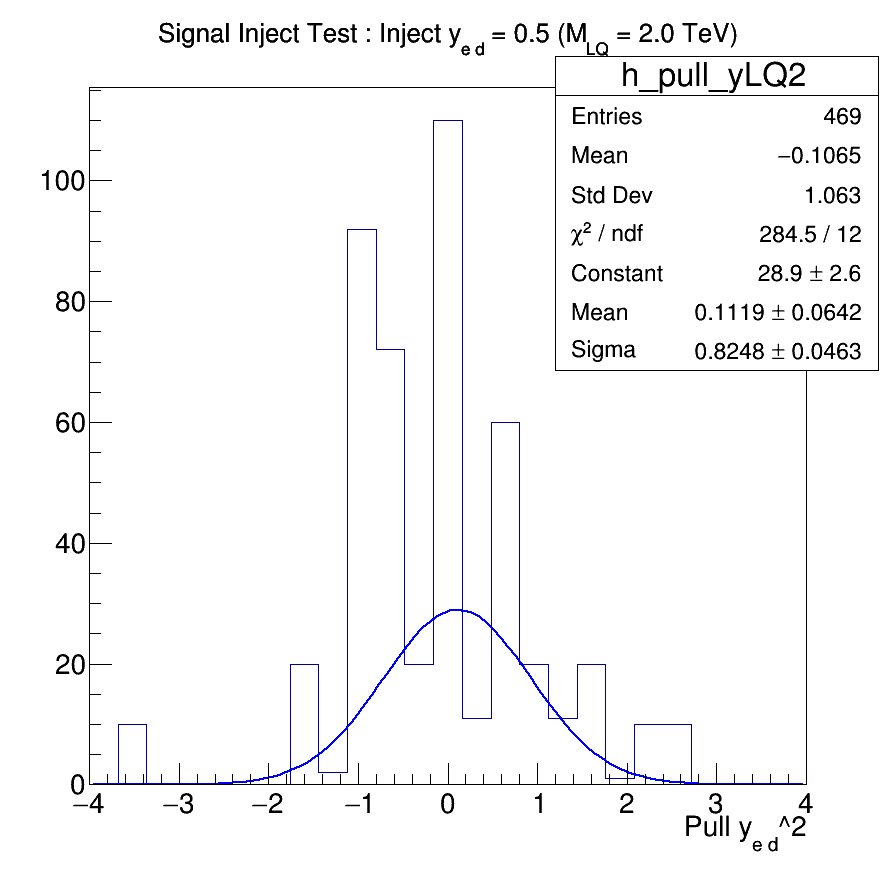 Signal Inject Test : Inject y_{e d} = 0.5 (M_{LQ} = 2.0 TeV)
h_pull_yLQ2
Entries 469
Mean −0.1065
Std Dev 1.063
χ² / ndf 284.5 / 12
Constant 28.9 ± 2.6
Mean 0.1119 ± 0.0642
Sigma 0.8248 ± 0.0463
100
80
60
40
20
0
−4 −3 −2 −1 0 1 2 3 4
Pull y_{e d}^2